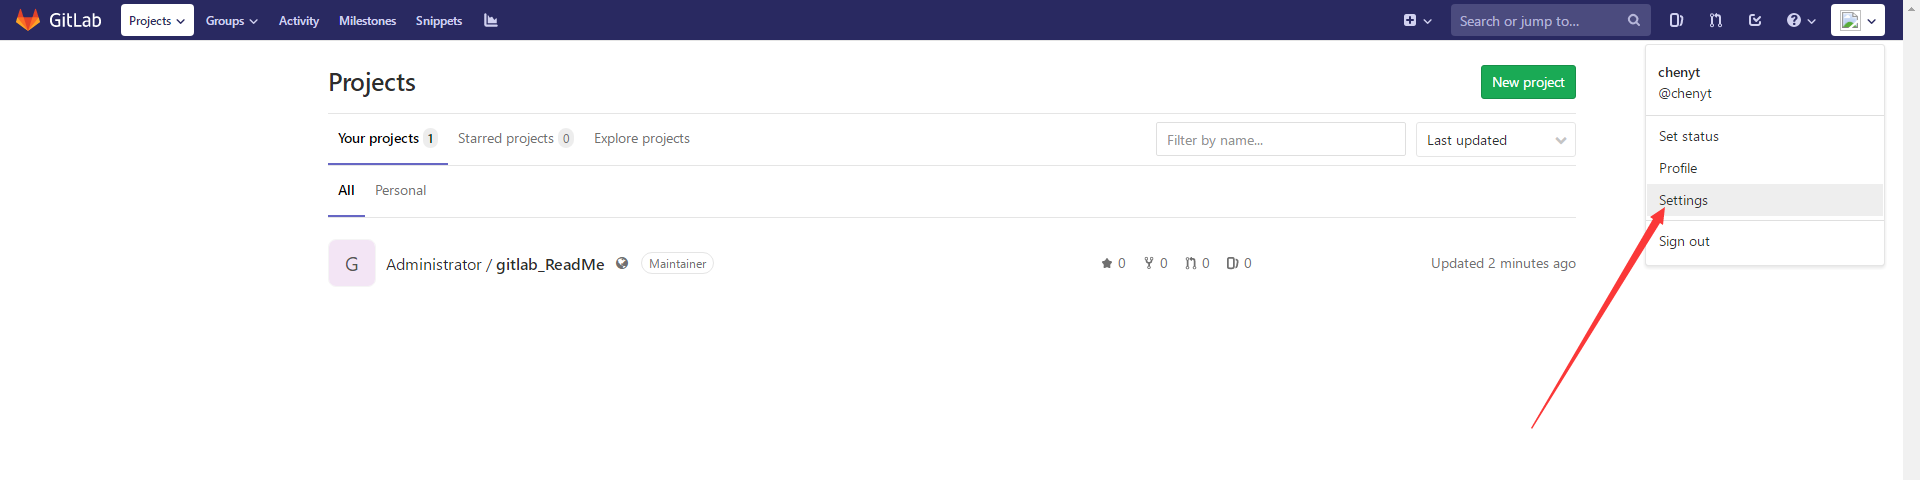 GitLab Projects Groups Activity Milestones Snippets Search or jump to...
chenyt
@chenyt
Set status
Profile
Settings
Sign out
Projects New project
Your projects 1 Starred projects 0 Explore projects Filter by name... Last updated
All Personal
G Administrator / gitlab_ReadMe Maintainer 0 0 0 0 Updated 2 minutes ago